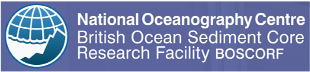 National Oceanography Centre
British Ocean Sediment Core
Research Facility BOSCORF